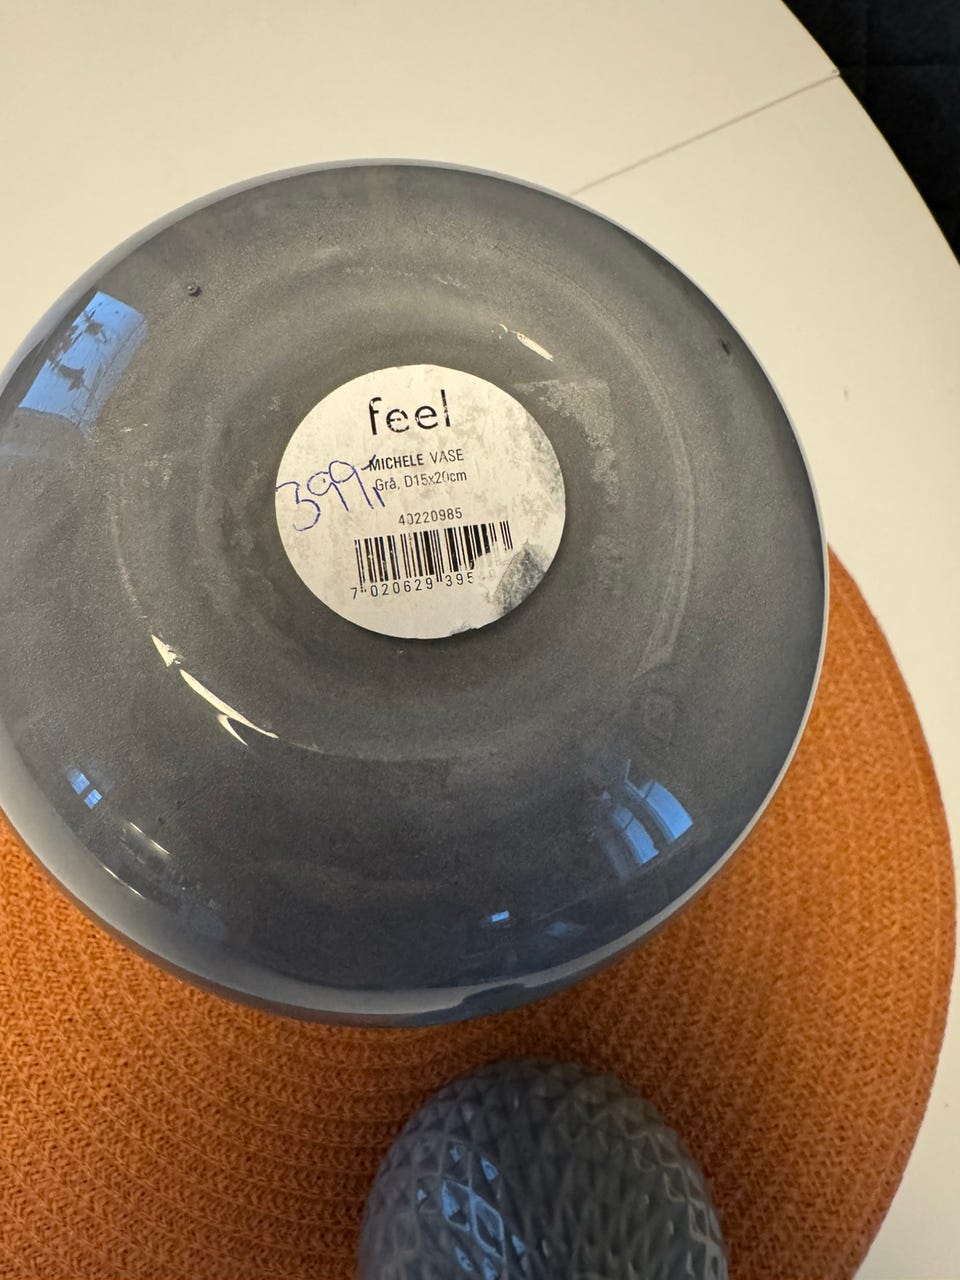 feel
MICHELE VASE
399,-
Grå, D15x20cm
40220985
7 020629 395